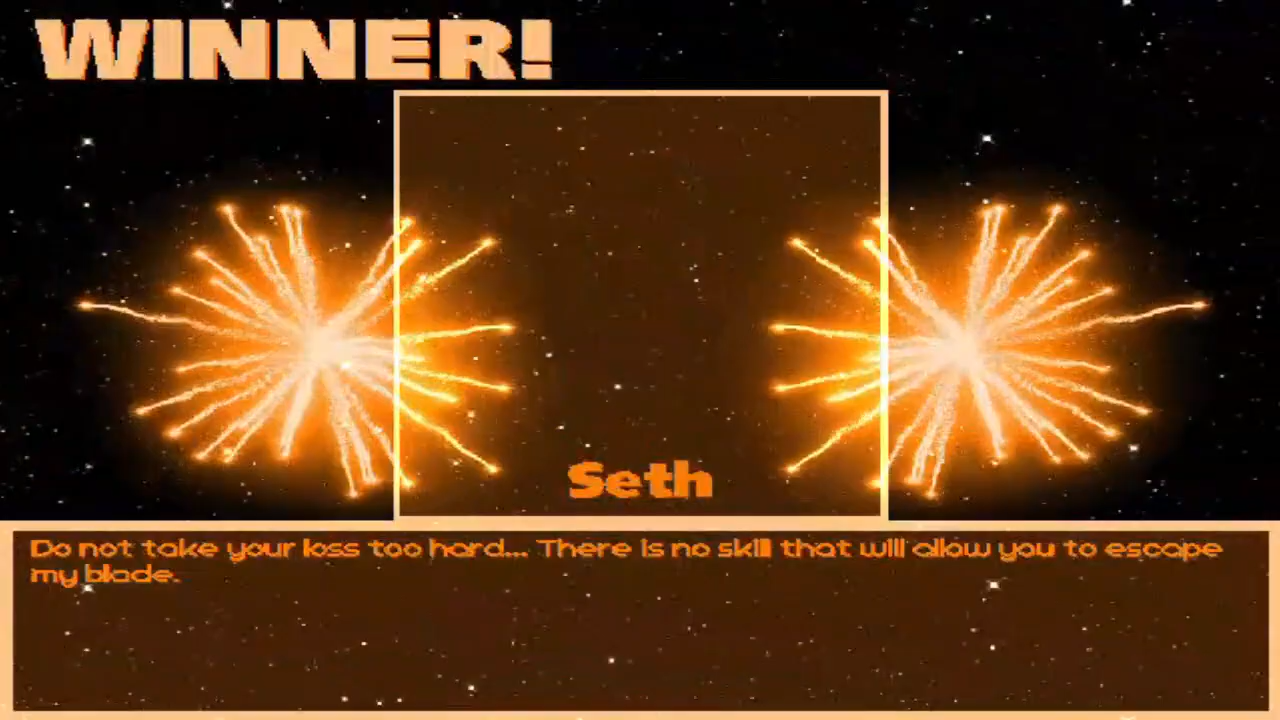 WINNER!
Seth
Do not take your loss too hard... There is no skill that will allow you to escape
my blade.